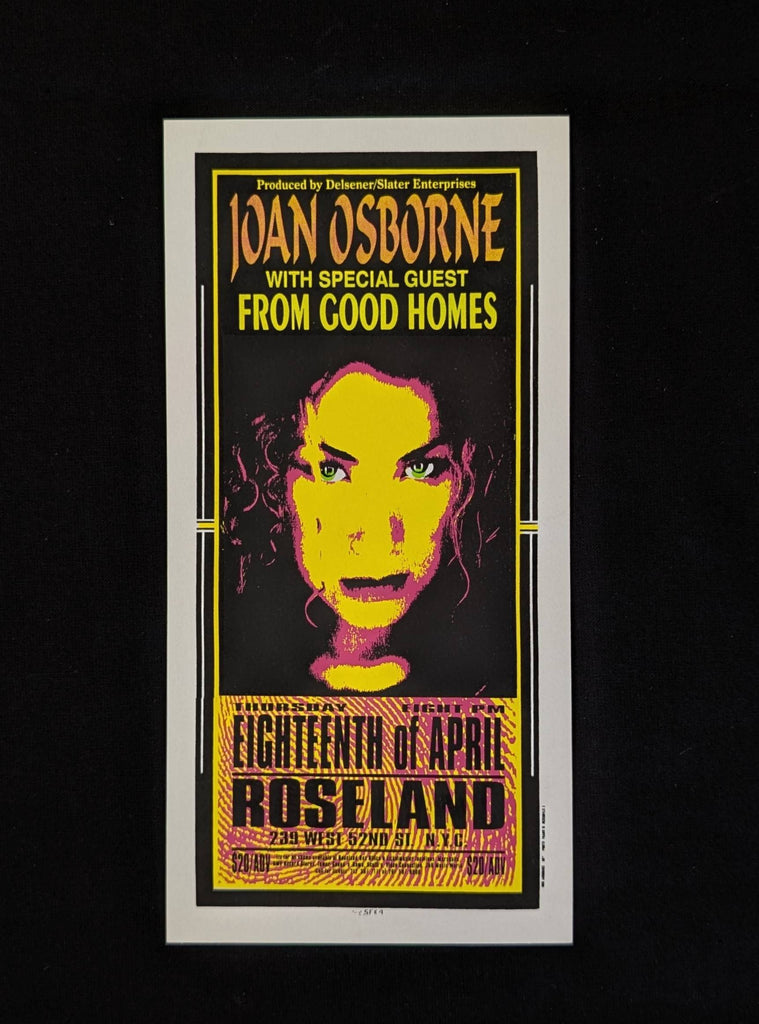 Produced by Delsener/Slater Enterprises
JOAN OSBORNE
WITH SPECIAL GUEST
FROM GOOD HOMES
THURSDAY EIGHT PM
EIGHTEENTH of APRIL
ROSELAND
239 WEST 52ND ST. N.Y.C.
$20/ADV $20/ADV